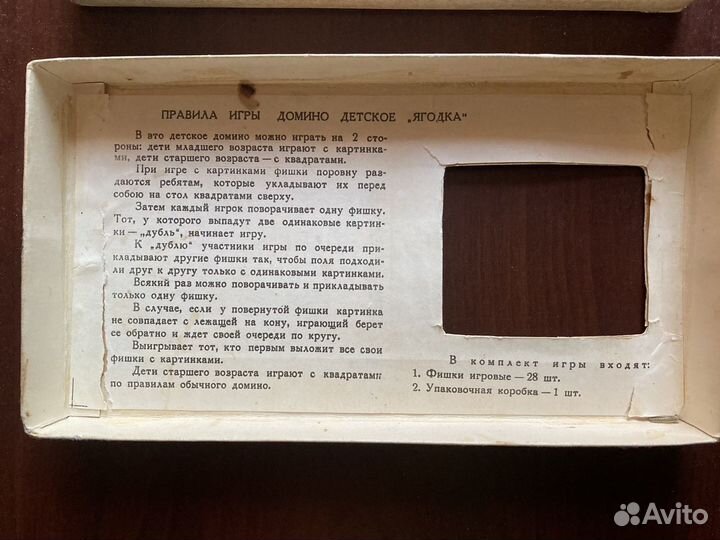 ПРАВИЛА ИГРЫ ДОМИНО ДЕТСКОЕ „ЯГОДКА“
В это детское домино можно играть на 2 сто-
роны: дети младшего возраста играют с картинка-
ми, дети старшего возраста — с квадратами.
При игре с картинками фишки поровну раз-
даются ребятам, которые укладывают их перед
собою на стол квадратами сверху.
Затем каждый игрок поворачивает одну фишку.
Тот, у которого выпадут две одинаковые картин-
ки — „дубль“, начинает игру.
К „дублю“ участники игры по очереди при-
кладывают другие фишки так, чтобы поля подходи-
ли друг к другу только с одинаковыми картинками.
Всякий раз можно поворачивать и прикладывать
только одну фишку.
В случае, если у повернутой фишки картинка
не совпадает с лежащей на кону, играющий берет
ее обратно и ждет своей очереди по кругу.
Выигрывает тот, кто первым выложит все свои
фишки с картинками.
Дети старшего возраста играют с квадратами
по правилам обычного домино.
В комплект игры входят:
1. Фишки игровые — 28 шт.
2. Упаковочная коробка — 1 шт.
Avito